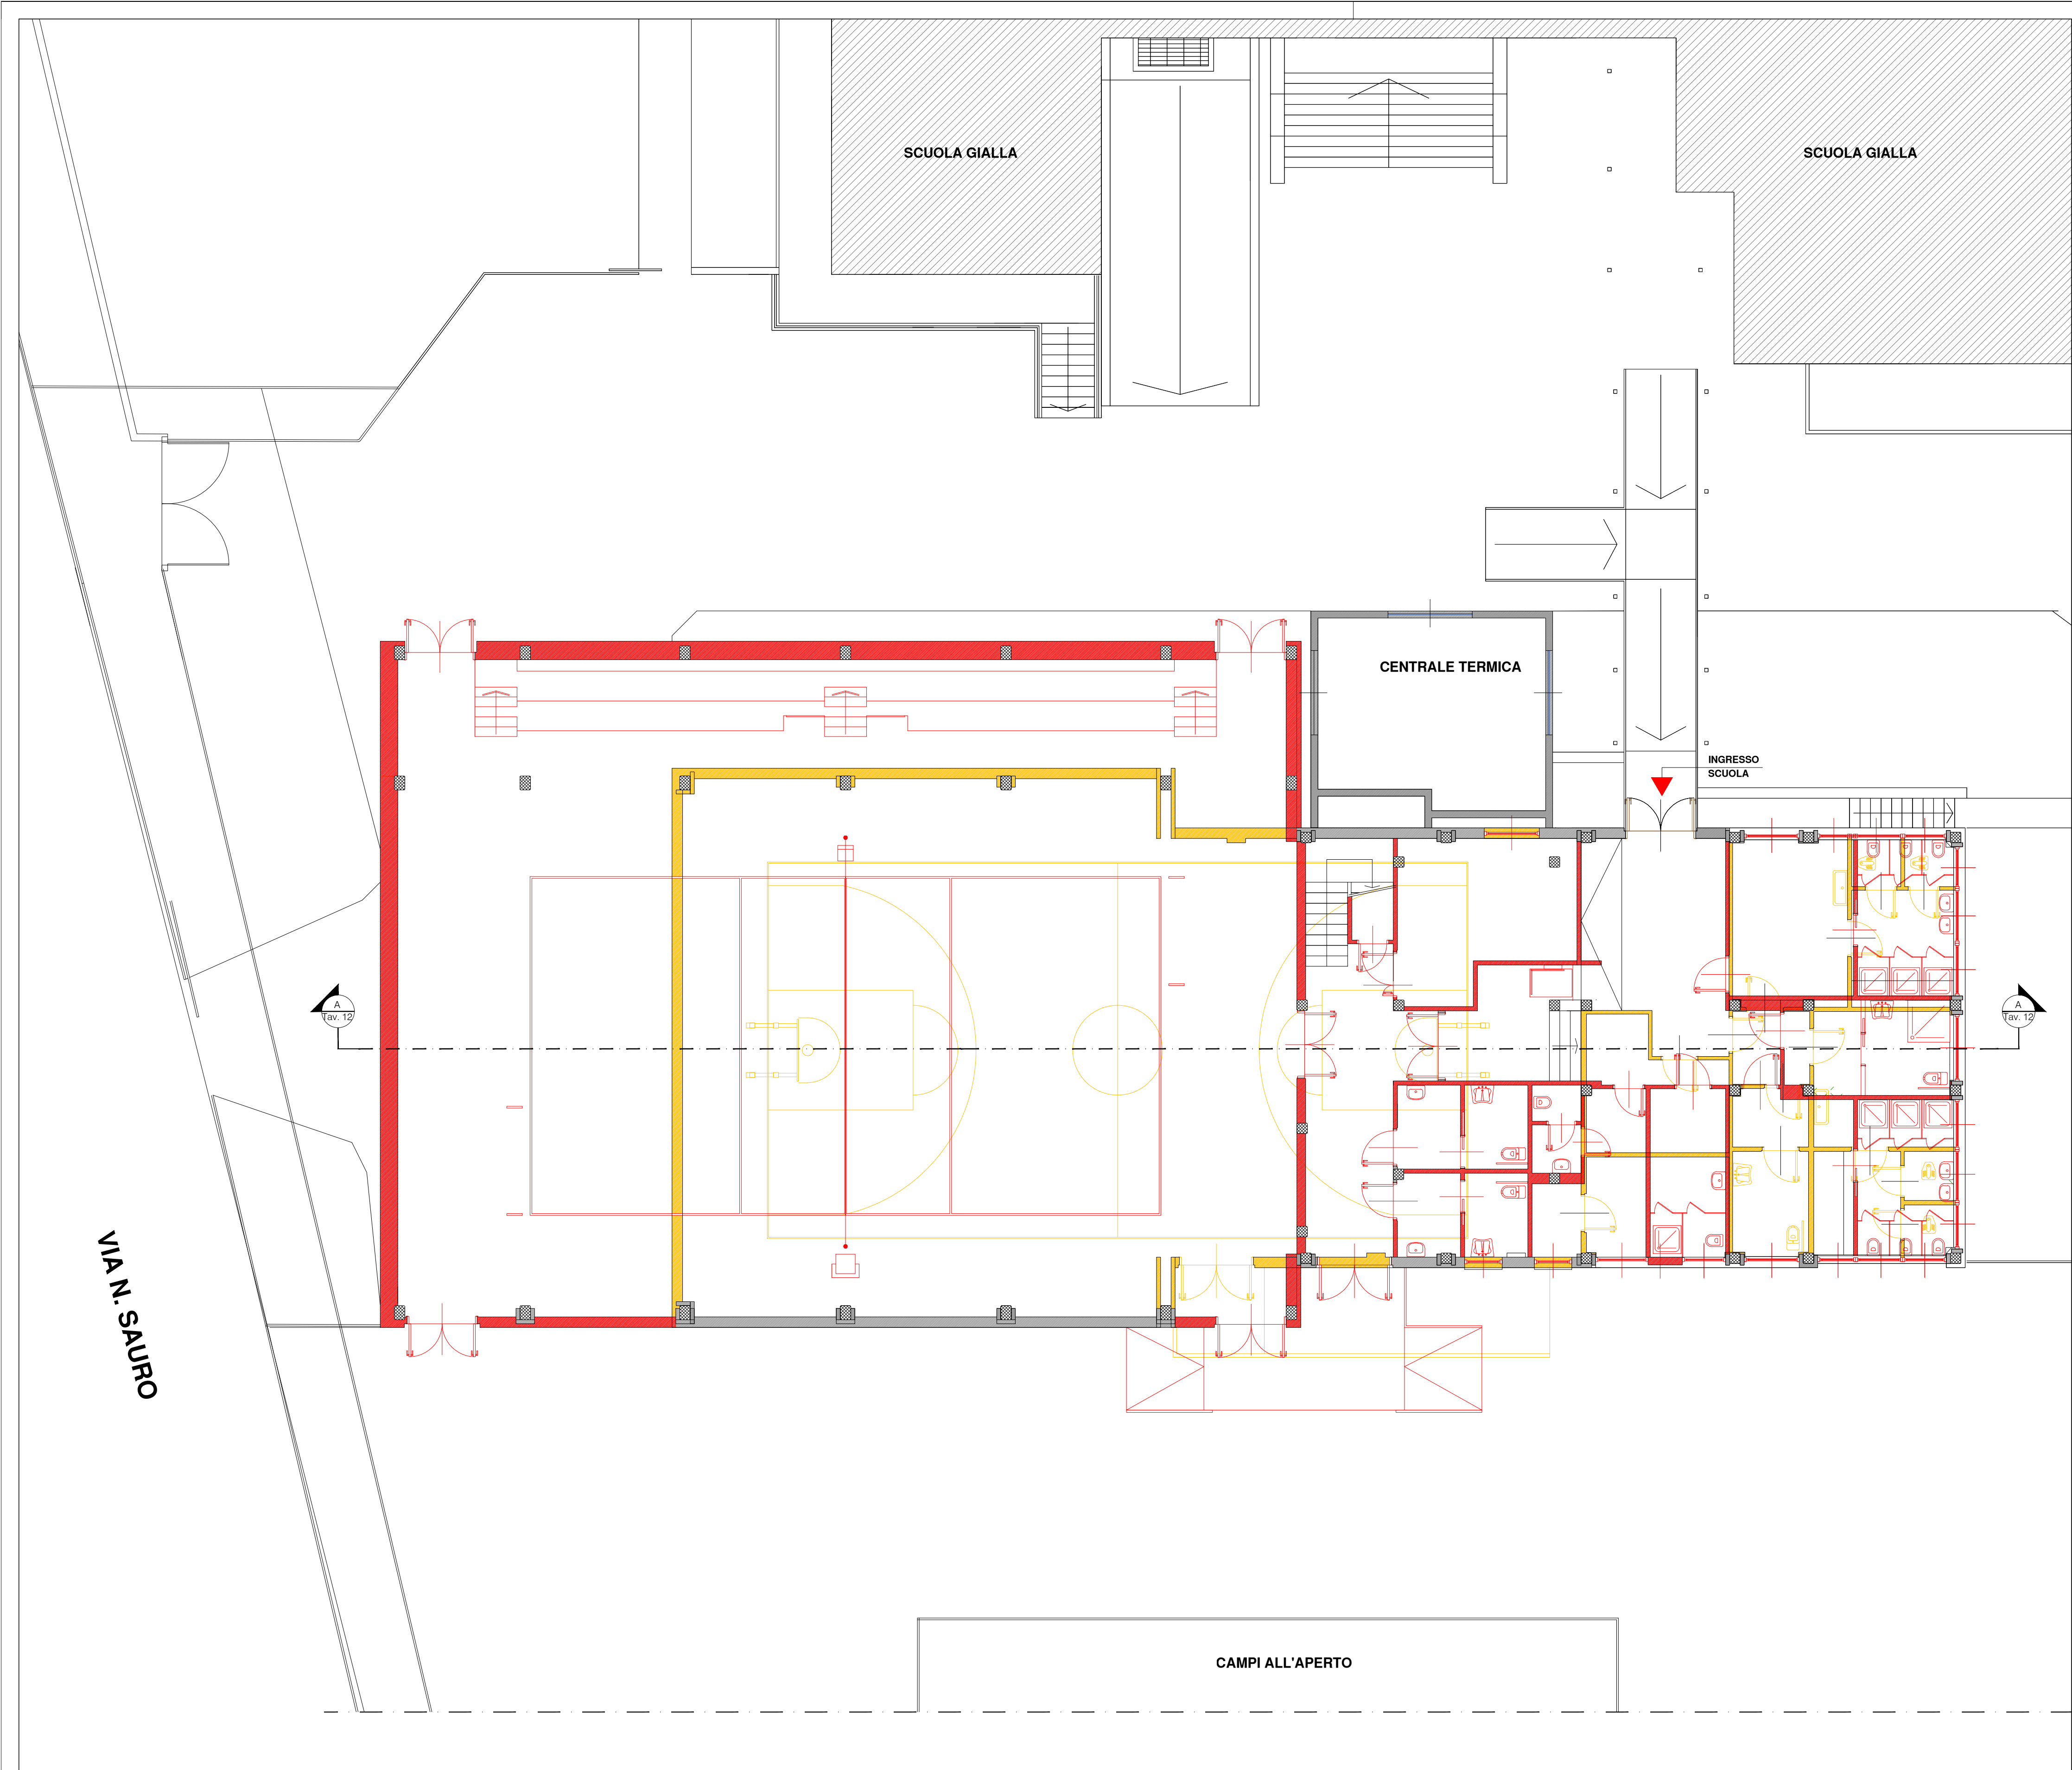 SCUOLA GIALLA
SCUOLA GIALLA
CENTRALE TERMICA
INGRESSO
SCUOLA
A
Tav. 12
A
Tav. 12
VIA N. SAURO
CAMPI ALL'APERTO